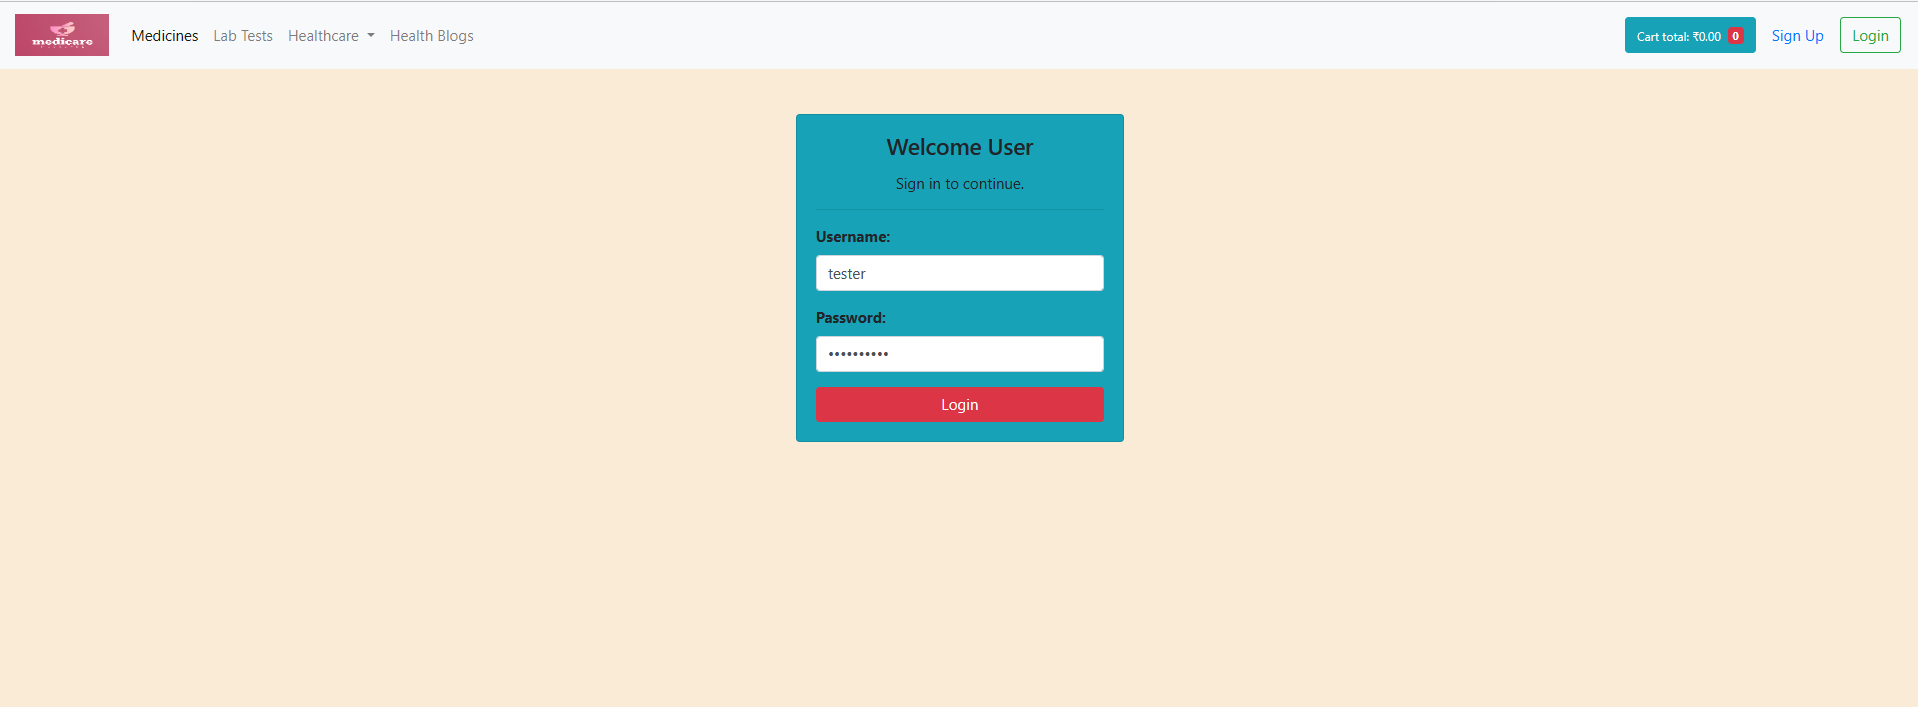 medicare
Medicines Lab Tests Healthcare Health Blogs
Cart total: ₹0.00 0 Sign Up Login
Welcome User
Sign in to continue.
Username:
tester
Password:
••••••••••
Login